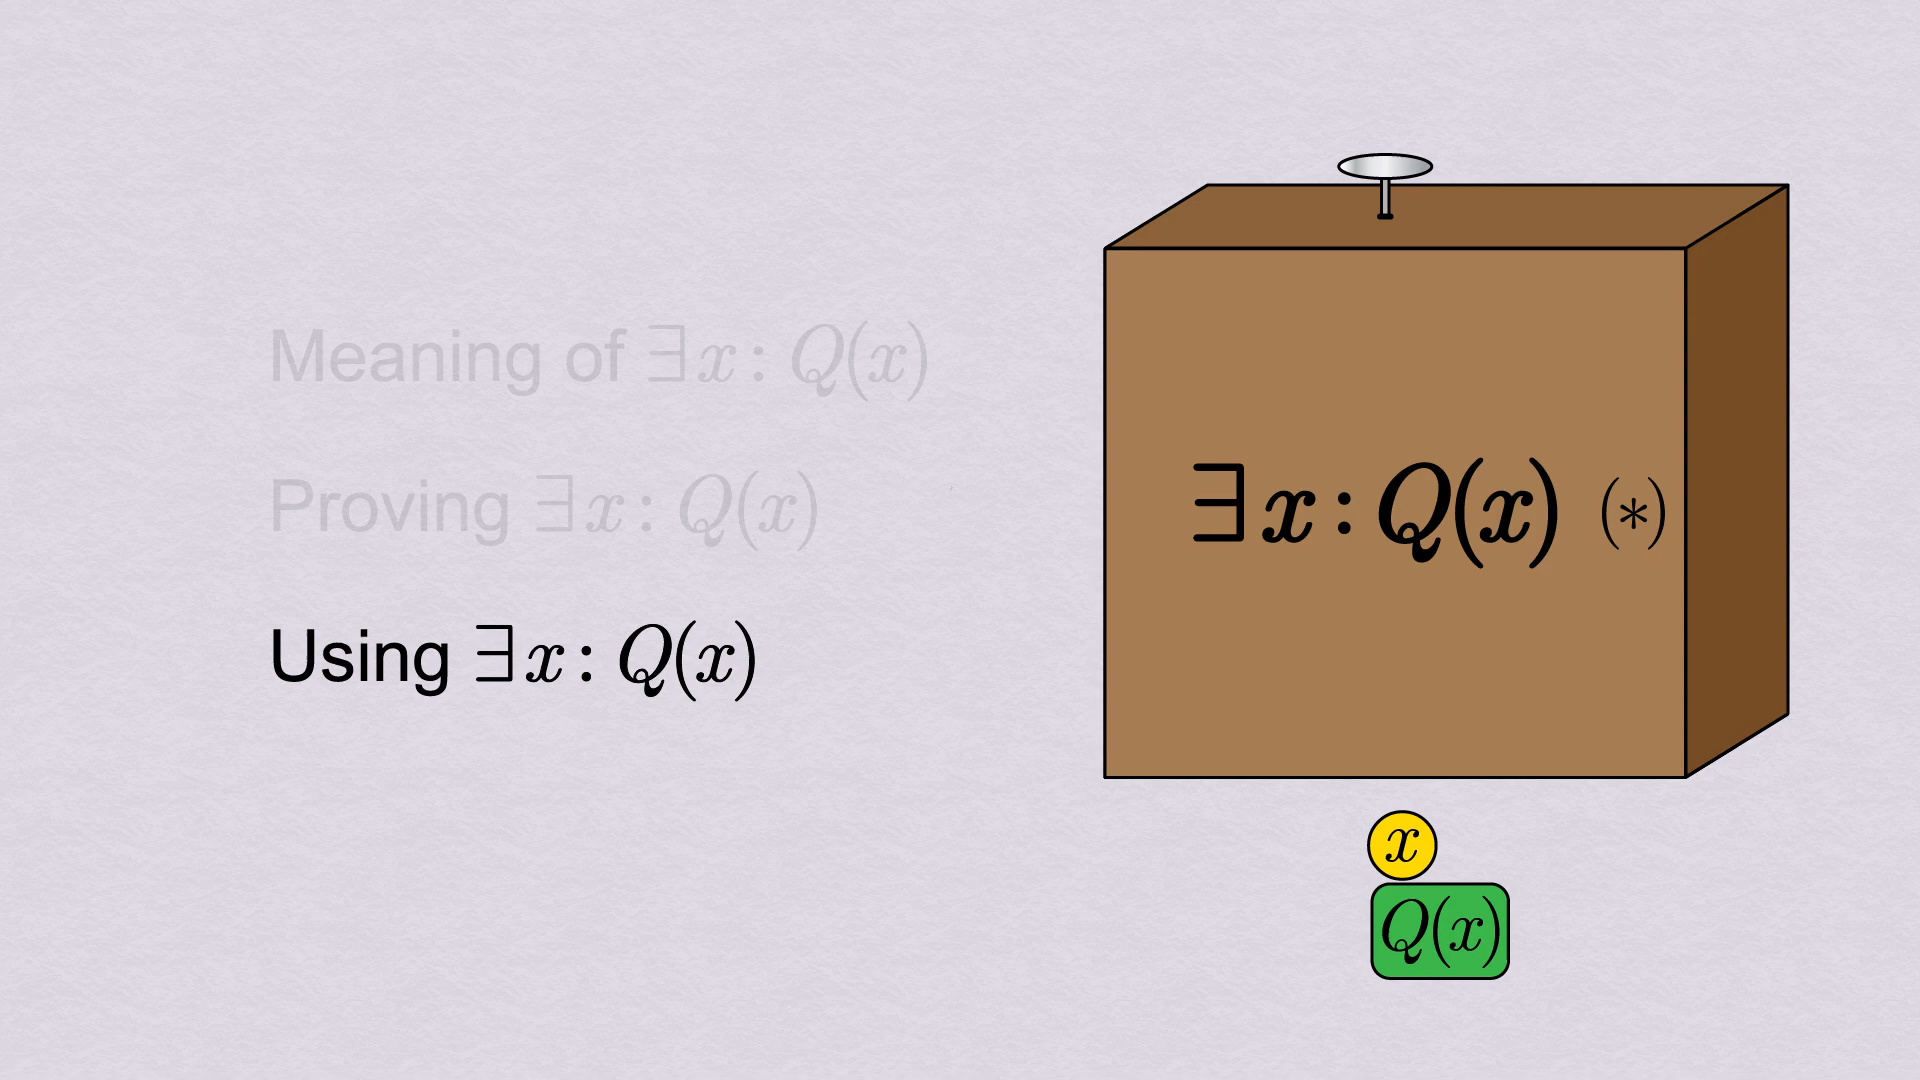 Meaning of ∃x : Q(x)
Proving ∃x : Q(x)
Using ∃x : Q(x)
∃x : Q(x) (∗)
x
Q(x)